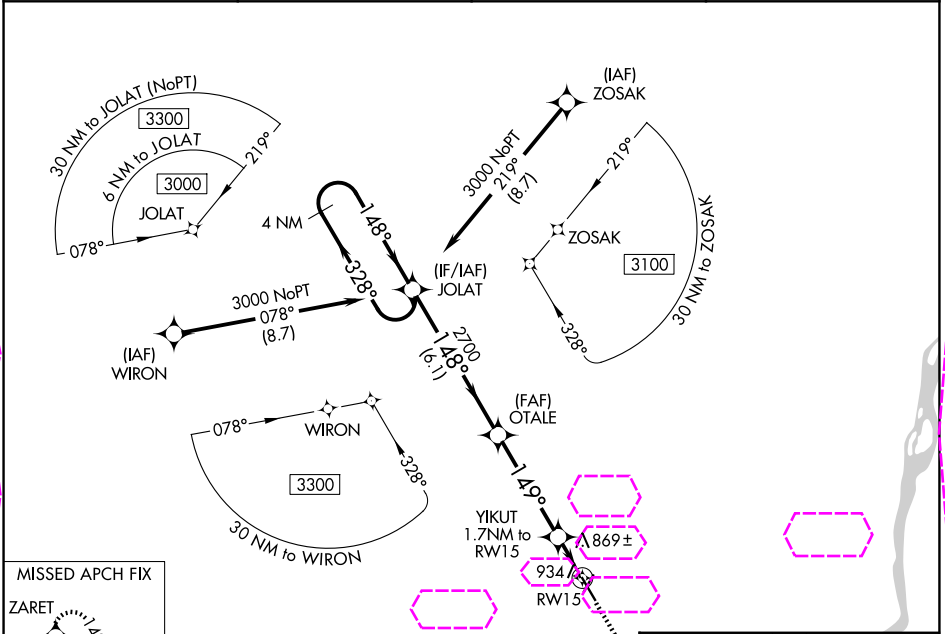 30 NM to JOLAT (NoPT)
3300
6 NM to JOLAT
3000
219°
JOLAT
078°
(IAF)
ZOSAK
3000 NoPT
219°
(8.7)
219°
ZOSAK
3100
30 NM to ZOSAK
328°
4 NM
148°
328°
(IF/IAF)
JOLAT
3000 NoPT
078°
(8.7)
(IAF)
WIRON
2700
148°
(6.1)
(FAF)
OTALE
078°
WIRON
328°
3300
30 NM to WIRON
149°
YIKUT
1.7NM to
RW15
869±
934
RW15
MISSED APCH FIX
ZARET